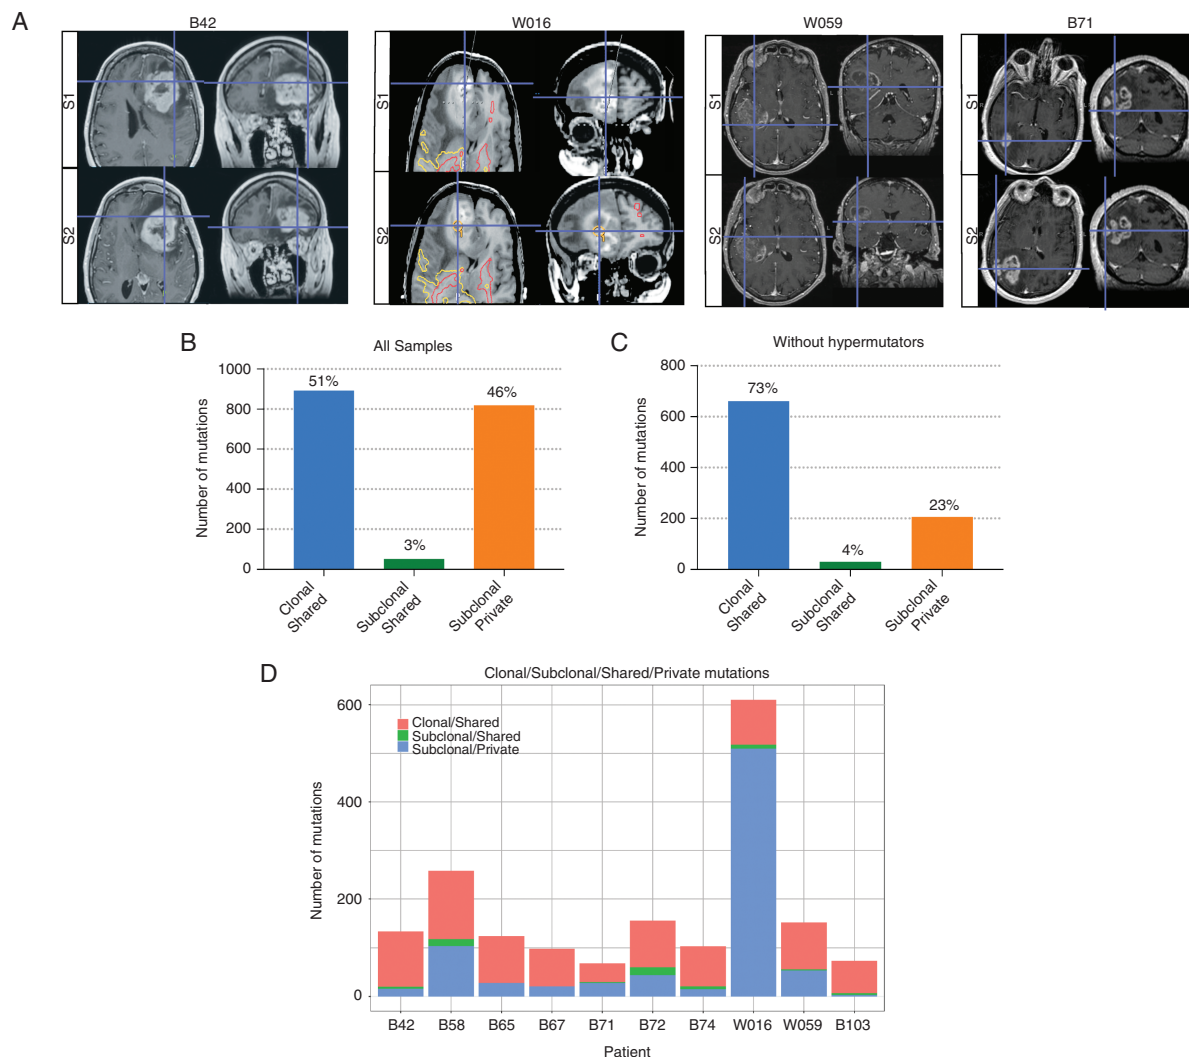 A
B42
W016
W059
B71
S1
S2
S1
S2
S1
S2
S1
S2
B
All Samples
Number of mutations
1000
800
600
400
200
0
51%
3%
46%
Clonal
Shared
Subclonal
Shared
Subclonal
Private
C
Without hypermutators
Number of mutations
800
600
400
200
0
73%
4%
23%
Clonal
Shared
Subclonal
Shared
Subclonal
Private
D
Clonal/Subclonal/Shared/Private mutations
Number of mutations
600
400
200
0
Clonal/Shared
Subclonal/Shared
Subclonal/Private
B42 B58 B65 B67 B71 B72 B74 W016 W059 B103
Patient